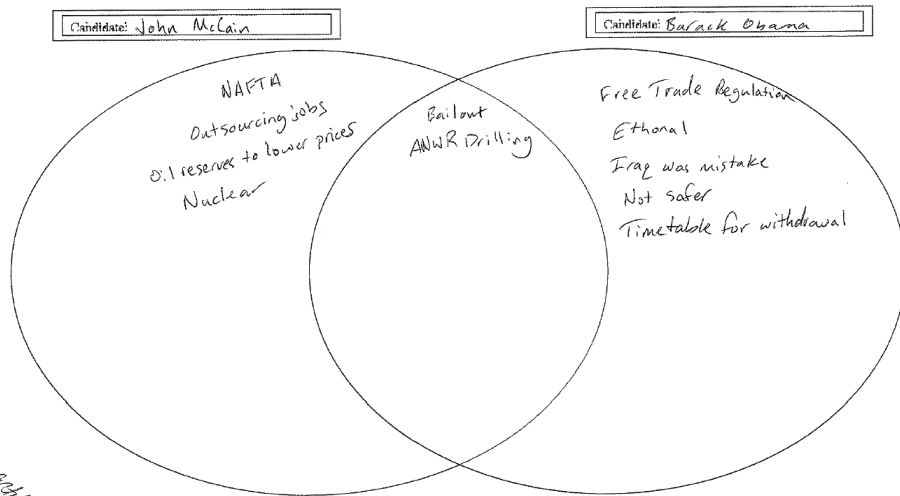 Candidate: John McCain
Candidate: Barack Obama
NAFTA
Outsourcing jobs
Oil reserves to lower prices
Nuclear
Bailout
ANWR Drilling
Free Trade Regulation
Ethonal
Iraq was mistake
Not safer
Timetable for withdrawal